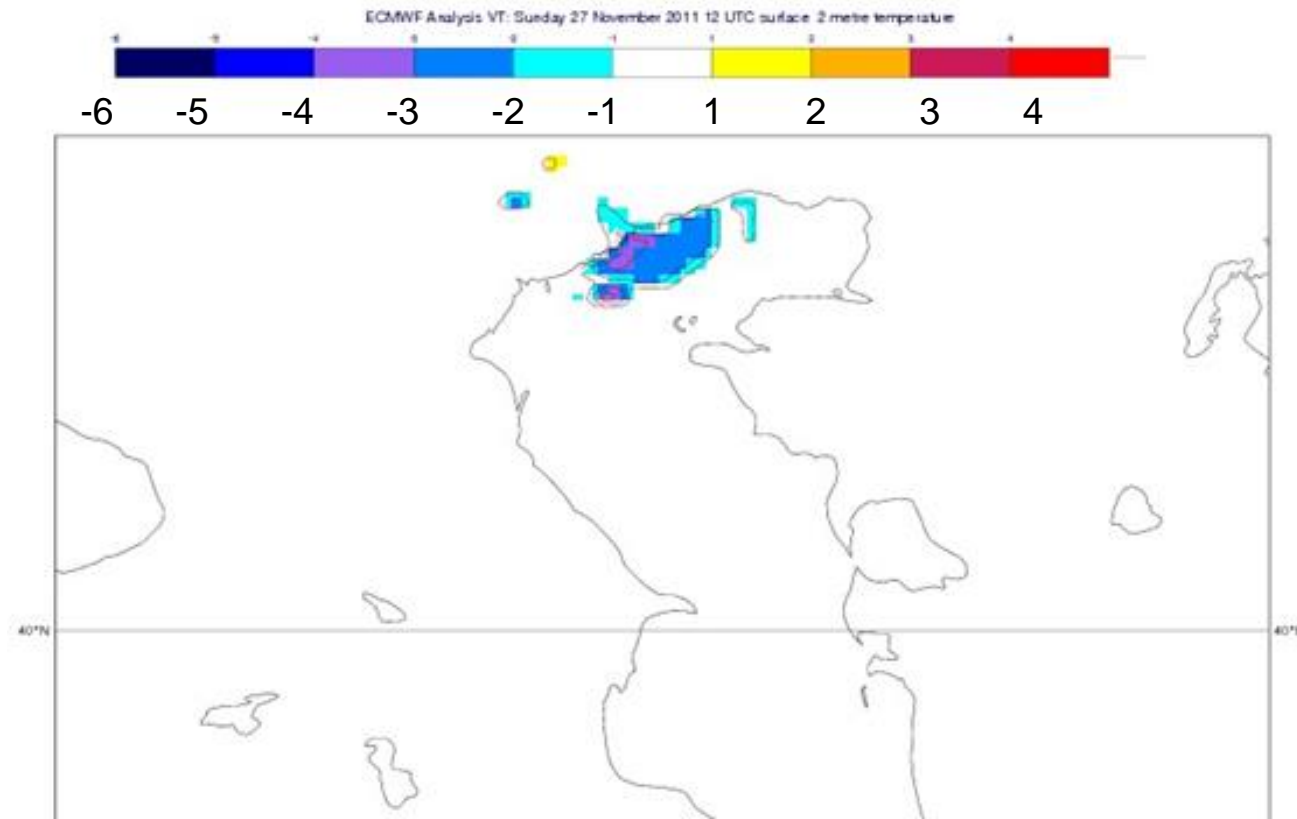 ECMWF Analysis VT: Sunday 27 November 2011 12 UTC surface 2 metre temperature
-6 -5 -4 -3 -2 -1 1 2 3 4
40°N